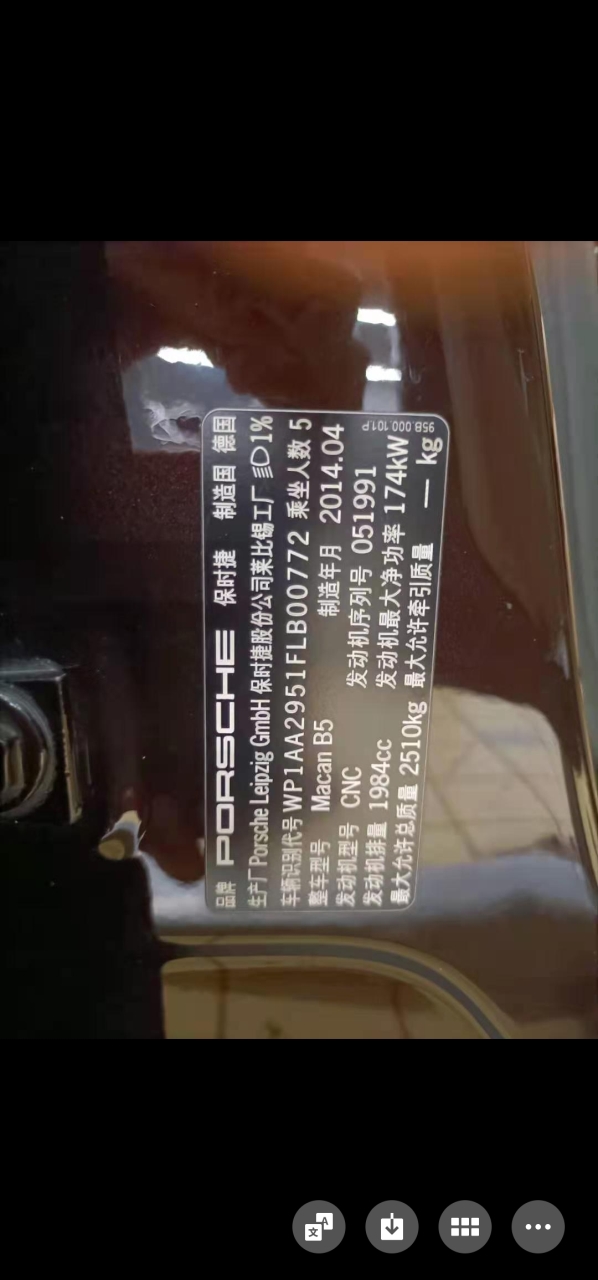 品牌 PORSCHE 保时捷 制造国 德国
生产厂 Porsche Leipzig GmbH 保时捷股份公司莱比锡工厂 1%
车辆识别代号 WP1AA2951FLB00772 乘坐人数 5
整车型号 Macan B5 制造年月 2014.04
发动机型号 CNC 发动机序列号 051991
发动机排量 1984cc 发动机最大净功率 174kW
最大允许总质量 2510kg 最大允许牵引质量 — kg
95B.000.101.P